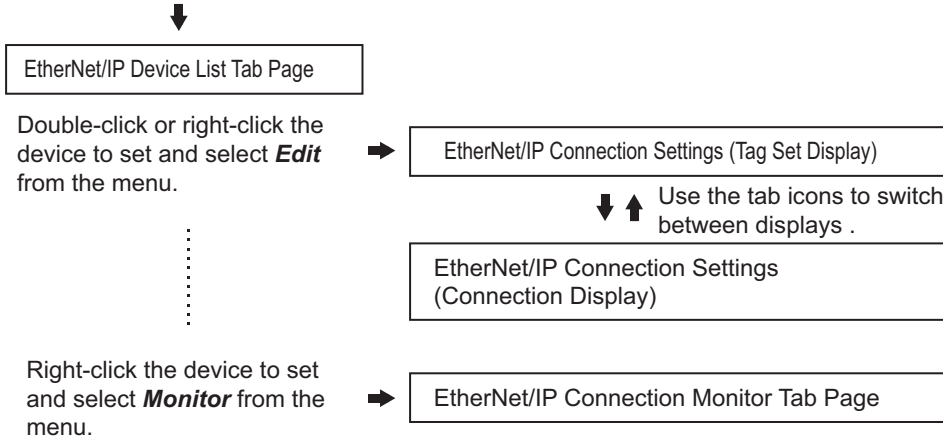 EtherNet/IP Device List Tab Page
Double-click or right-click the
device to set and select Edit
from the menu.
EtherNet/IP Connection Settings (Tag Set Display)
Use the tab icons to switch
between displays .
EtherNet/IP Connection Settings
(Connection Display)
Right-click the device to set
and select Monitor from the
menu.
EtherNet/IP Connection Monitor Tab Page